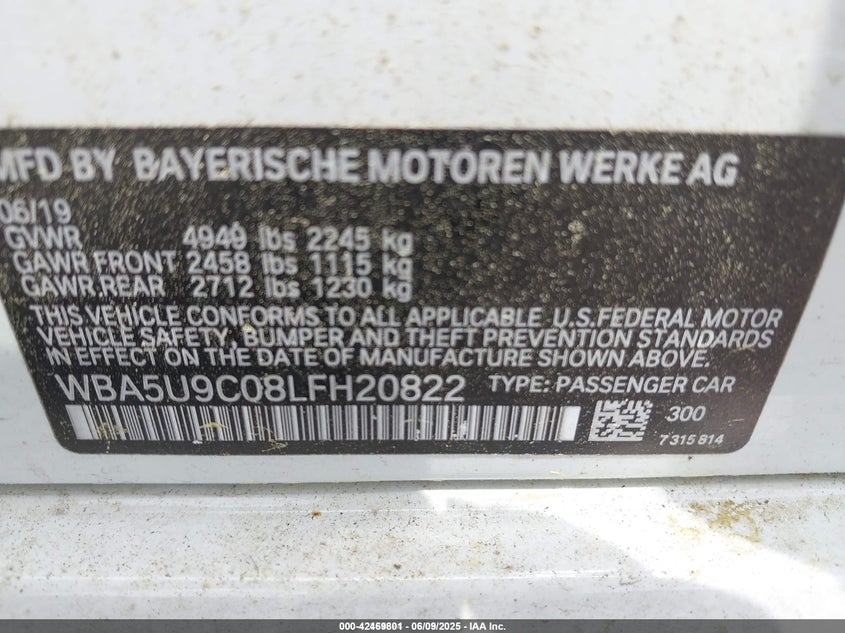 MFD BY BAYERISCHE MOTOREN WERKE AG
06/19
GVWR 4949 lbs 2245 kg
GAWR FRONT 2458 lbs 1115 kg
GAWR REAR 2712 lbs 1230 kg
THIS VEHICLE CONFORMS TO ALL APPLICABLE U.S.FEDERAL MOTOR
VEHICLE SAFETY, BUMPER AND THEFT PREVENTION STANDARDS
IN EFFECT ON THE DATE OF MANUFACTURE SHOWN ABOVE.
WBA5U9C08LFH20822 TYPE: PASSENGER CAR
300
7315814
000-42469801 - 06/09/2025 - IAA Inc.